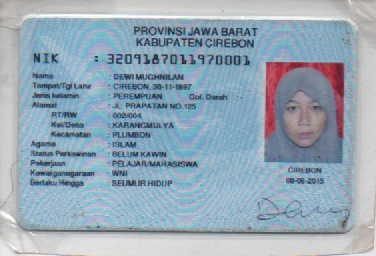 PROVINSI JAWA BARAT
KABUPATEN CIREBON
NIK : 3209187011970001
Nama : DEWI MUGHNILAN
Tempat/Tgl Lahir : CIREBON, 30-11-1997
Jenis kelamin : PEREMPUAN Gol. Darah
Alamat : JL. PRAPATAN NO.125
RT/RW : 002/004
Kel/Desa : KARANGMULYA
Kecamatan : PLUMBON
Agama : ISLAM
Status Perkawinan : BELUM KAWIN
Pekerjaan : PELAJAR/MAHASISWA
Kewarganegaraan : WNI
Berlaku Hingga : SEUMUR HIDUP
CIREBON
06-06-2015